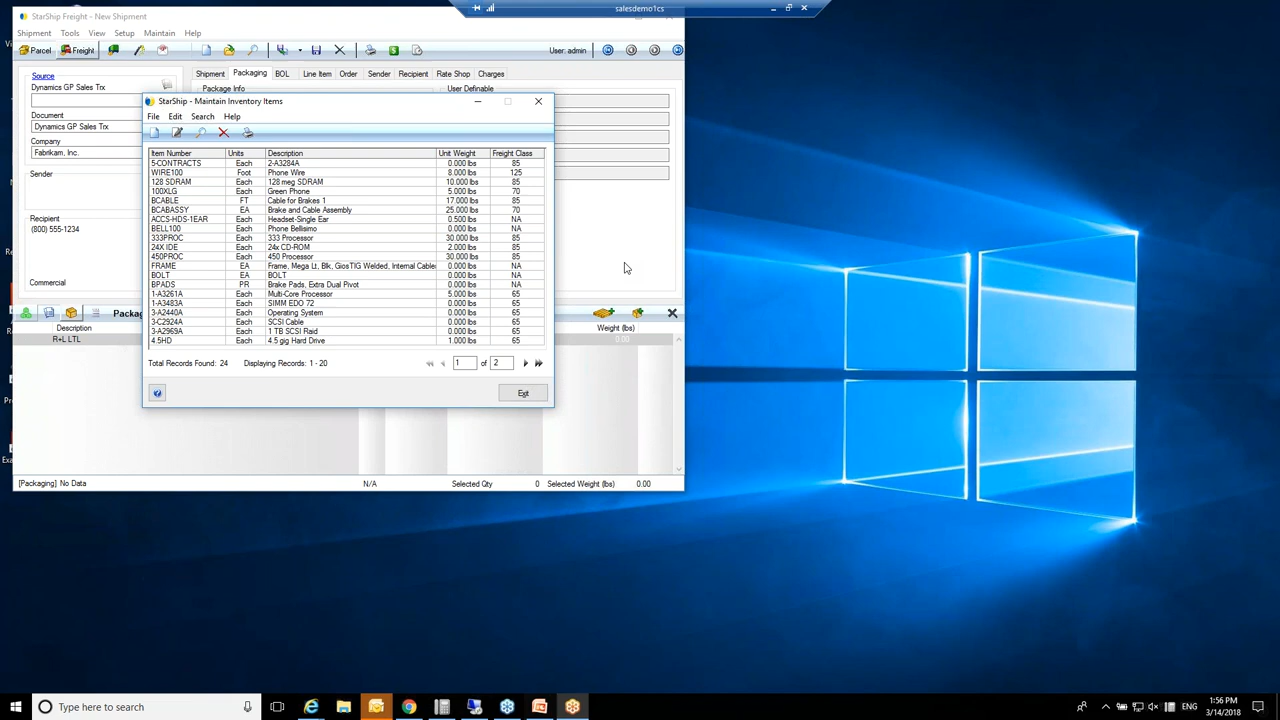 salesdemo1cs
StarShip Freight - New Shipment
Shipment Tools View Setup Maintain Help
Parcel Freight User: admin
Source
Dynamics GP Sales Trx
Document
Dynamics GP Sales Trx
Company
Fabrikam, Inc.
Sender
Recipient
(800) 555-1234
Commercial
Shipment Packaging BOL Line Item Order Sender Recipient Rate Shop Charges
Package Info User Definable
StarShip - Maintain Inventory Items
File Edit Search Help
Item Number Units Description Unit Weight Freight Class
5-CONTRACTS Each 2-A3284A 0.000 lbs 85
WIRE100 Foot Phone Wire 8.000 lbs 125
128 SDRAM Each 128 meg SDRAM 10.000 lbs 85
100XLG Each Green Phone 5.000 lbs 70
BCABLE FT Cable for Brakes 1 17.000 lbs 85
BCABASSY EA Brake and Cable Assembly 25.000 lbs 70
ACCS-HDS-1EAR Each Headset-Single Ear 0.500 lbs NA
BELL100 Each Phone Bellisimo 0.000 lbs NA
333PROC Each 333 Processor 30.000 lbs 85
24X IDE Each 24x CD-ROM 2.000 lbs 85
450PROC Each 450 Processor 30.000 lbs 85
FRAME EA Frame, Mega Lt, Blk, GiosTIG Welded, Internal Cable 0.000 lbs NA
BOLT EA BOLT 0.000 lbs NA
BPADS PR Brake Pads, Extra Dual Pivot 0.000 lbs NA
1-A3261A Each Multi-Core Processor 5.000 lbs 65
1-A3483A Each SIMM EDO 72 0.000 lbs 65
3-A2440A Each Operating System 0.000 lbs 65
3-C2924A Each SCSI Cable 0.000 lbs 65
3-A2969A Each 1 TB SCSI Raid 0.000 lbs 65
4.5HD Each 4.5 gig Hard Drive 1.000 lbs 65
Total Records Found: 24 Displaying Records: 1 - 20 1 of 2
Exit
Description Weight (lbs)
R+L LTL 0.00
[Packaging] No Data N/A Selected Qty 0 Selected Weight (lbs) 0.00
Type here to search
ENG
1:56 PM
3/14/2018